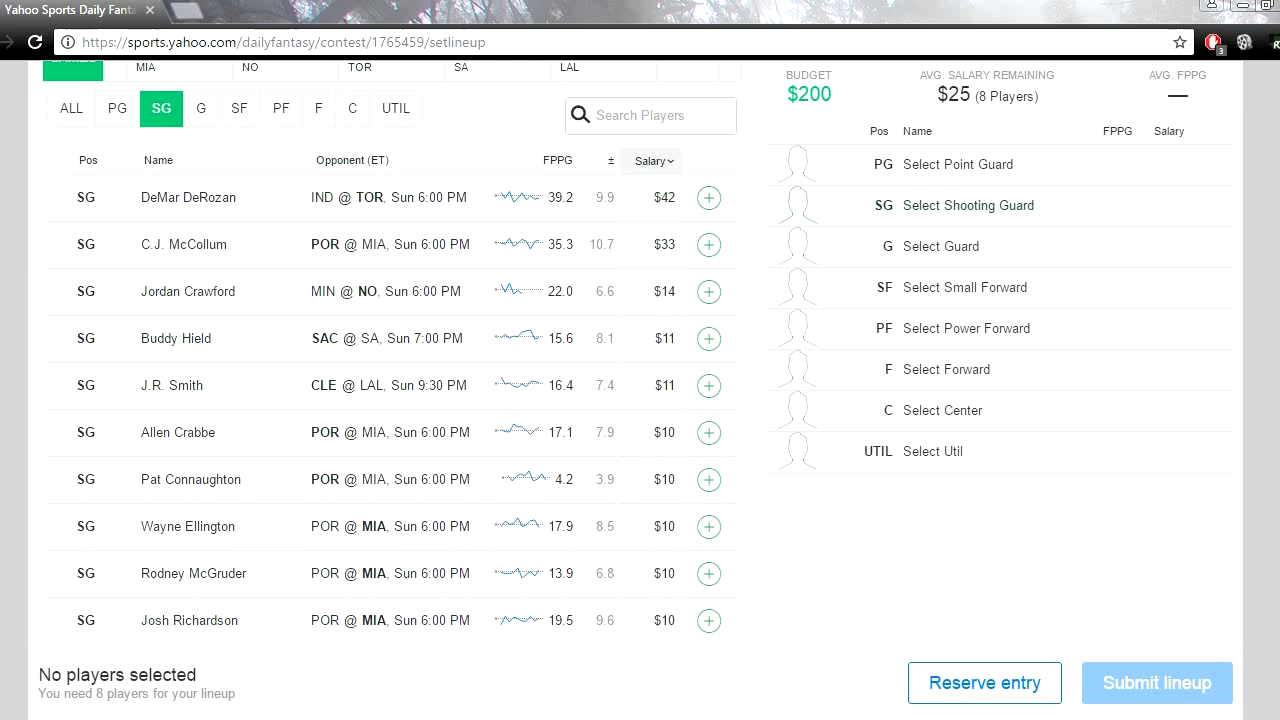 Yahoo Sports Daily Fanta
https://sports.yahoo.com/dailyfantasy/contest/1765459/setlineup
3
MIA NO TOR SA LAL
BUDGET AVG. SALARY REMAINING AVG. FPPG
$200 $25 (8 Players) —
ALL PG SG G SF PF F C UTIL
Search Players
Pos Name Opponent (ET) FPPG ± Salary
SG DeMar DeRozan IND @ TOR, Sun 6:00 PM 39.2 9.9 $42
SG C.J. McCollum POR @ MIA, Sun 6:00 PM 35.3 10.7 $33
SG Jordan Crawford MIN @ NO, Sun 6:00 PM 22.0 6.6 $14
SG Buddy Hield SAC @ SA, Sun 7:00 PM 15.6 8.1 $11
SG J.R. Smith CLE @ LAL, Sun 9:30 PM 16.4 7.4 $11
SG Allen Crabbe POR @ MIA, Sun 6:00 PM 17.1 7.9 $10
SG Pat Connaughton POR @ MIA, Sun 6:00 PM 4.2 3.9 $10
SG Wayne Ellington POR @ MIA, Sun 6:00 PM 17.9 8.5 $10
SG Rodney McGruder POR @ MIA, Sun 6:00 PM 13.9 6.8 $10
SG Josh Richardson POR @ MIA, Sun 6:00 PM 19.5 9.6 $10
Pos Name FPPG Salary
PG Select Point Guard
SG Select Shooting Guard
G Select Guard
SF Select Small Forward
PF Select Power Forward
F Select Forward
C Select Center
UTIL Select Util
No players selected
You need 8 players for your lineup
Reserve entry
Submit lineup